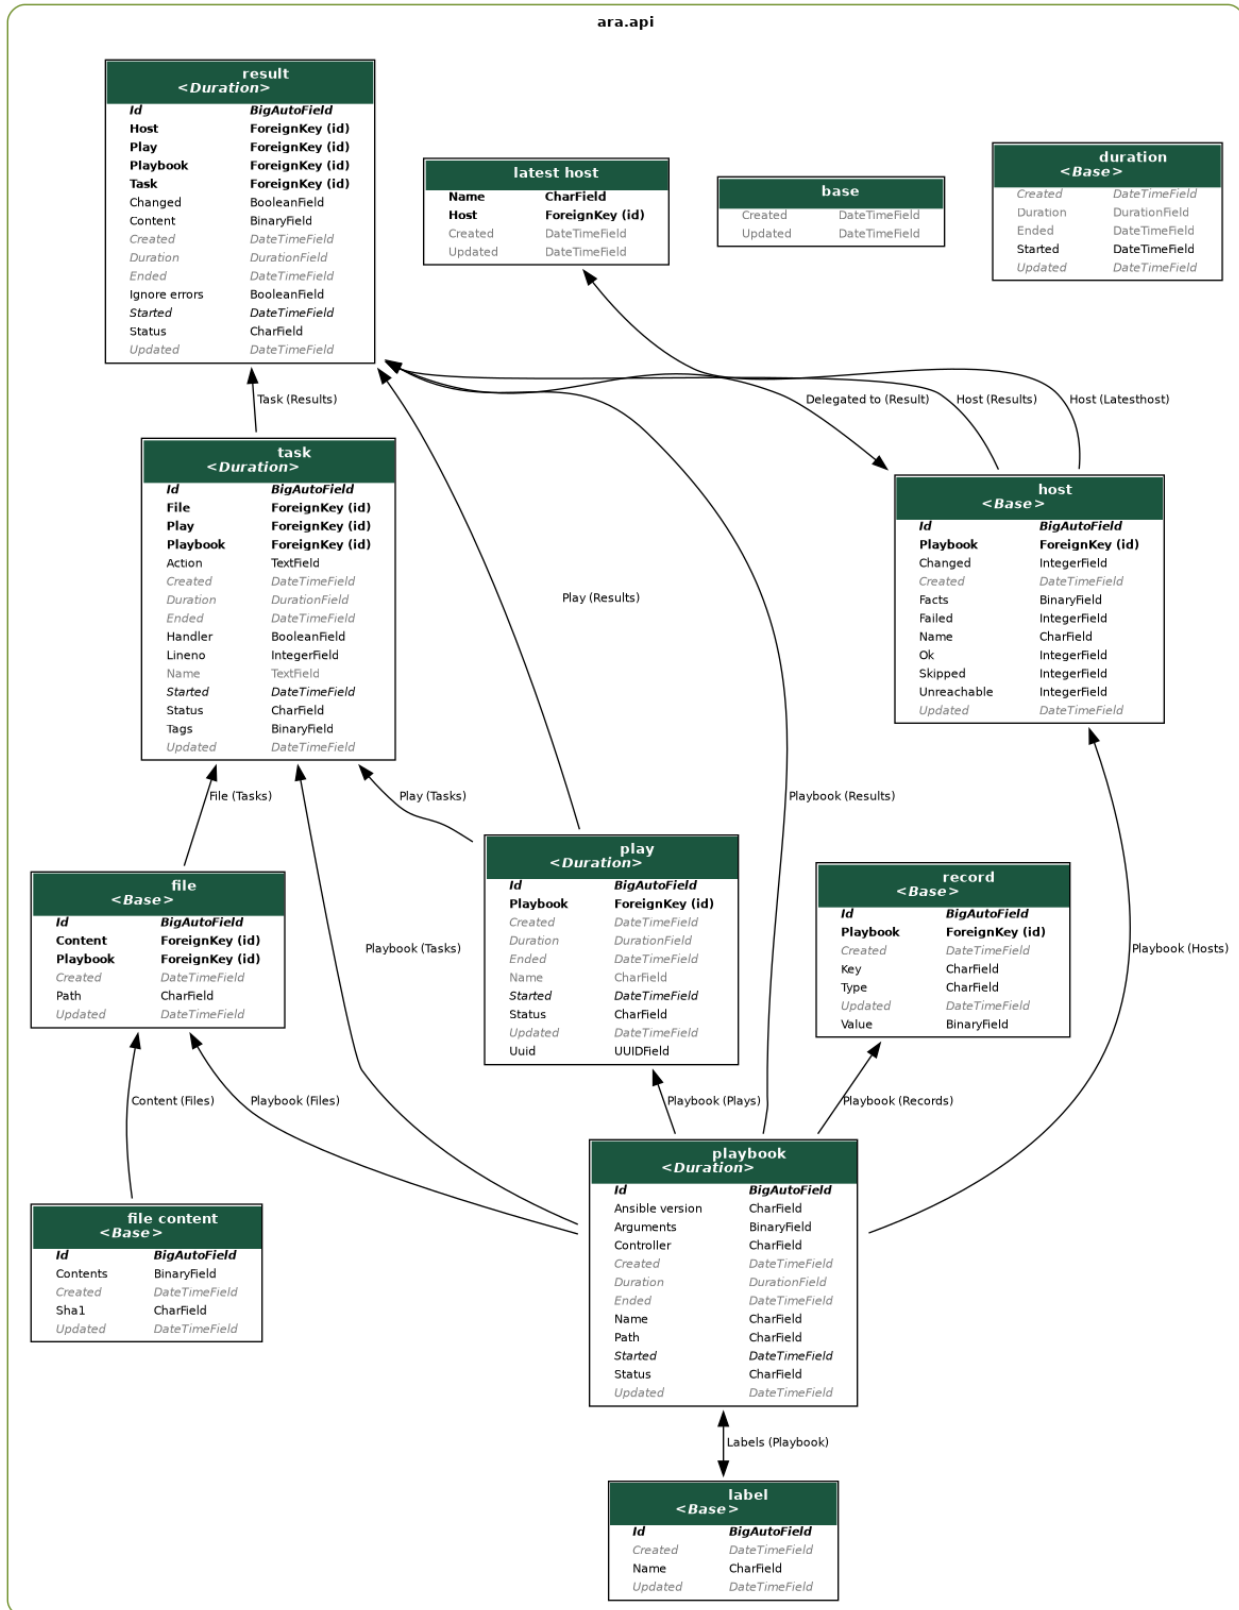 ara.api
result
<Duration>
Id BigAutoField
Host ForeignKey (id)
Play ForeignKey (id)
Playbook ForeignKey (id)
Task ForeignKey (id)
Changed BooleanField
Content BinaryField
Created DateTimeField
Duration DurationField
Ended DateTimeField
Ignore errors BooleanField
Started DateTimeField
Status CharField
Updated DateTimeField
latest host
Name CharField
Host ForeignKey (id)
Created DateTimeField
Updated DateTimeField
base
Created DateTimeField
Updated DateTimeField
duration
<Base>
Created DateTimeField
Duration DurationField
Ended DateTimeField
Started DateTimeField
Updated DateTimeField
Task (Results)
Delegated to (Result)
Host (Results)
Host (Latesthost)
task
<Duration>
Id BigAutoField
File ForeignKey (id)
Play ForeignKey (id)
Playbook ForeignKey (id)
Action TextField
Created DateTimeField
Duration DurationField
Ended DateTimeField
Handler BooleanField
Lineno IntegerField
Name TextField
Started DateTimeField
Status CharField
Tags BinaryField
Updated DateTimeField
Play (Results)
host
<Base>
Id BigAutoField
Playbook ForeignKey (id)
Changed IntegerField
Created DateTimeField
Facts BinaryField
Failed IntegerField
Name CharField
Ok IntegerField
Skipped IntegerField
Unreachable IntegerField
Updated DateTimeField
File (Tasks)
Play (Tasks)
Playbook (Results)
file
<Base>
Id BigAutoField
Content ForeignKey (id)
Playbook ForeignKey (id)
Created DateTimeField
Path CharField
Updated DateTimeField
Playbook (Tasks)
play
<Duration>
Id BigAutoField
Playbook ForeignKey (id)
Created DateTimeField
Duration DurationField
Ended DateTimeField
Name CharField
Started DateTimeField
Status CharField
Updated DateTimeField
Uuid UUIDField
record
<Base>
Id BigAutoField
Playbook ForeignKey (id)
Created DateTimeField
Key CharField
Type CharField
Updated DateTimeField
Value BinaryField
Playbook (Hosts)
Content (Files)
Playbook (Files)
Playbook (Plays)
Playbook (Records)
file content
<Base>
Id BigAutoField
Contents BinaryField
Created DateTimeField
Sha1 CharField
Updated DateTimeField
playbook
<Duration>
Id BigAutoField
Ansible version CharField
Arguments BinaryField
Controller CharField
Created DateTimeField
Duration DurationField
Ended DateTimeField
Name CharField
Path CharField
Started DateTimeField
Status CharField
Updated DateTimeField
Labels (Playbook)
label
<Base>
Id BigAutoField
Created DateTimeField
Name CharField
Updated DateTimeField